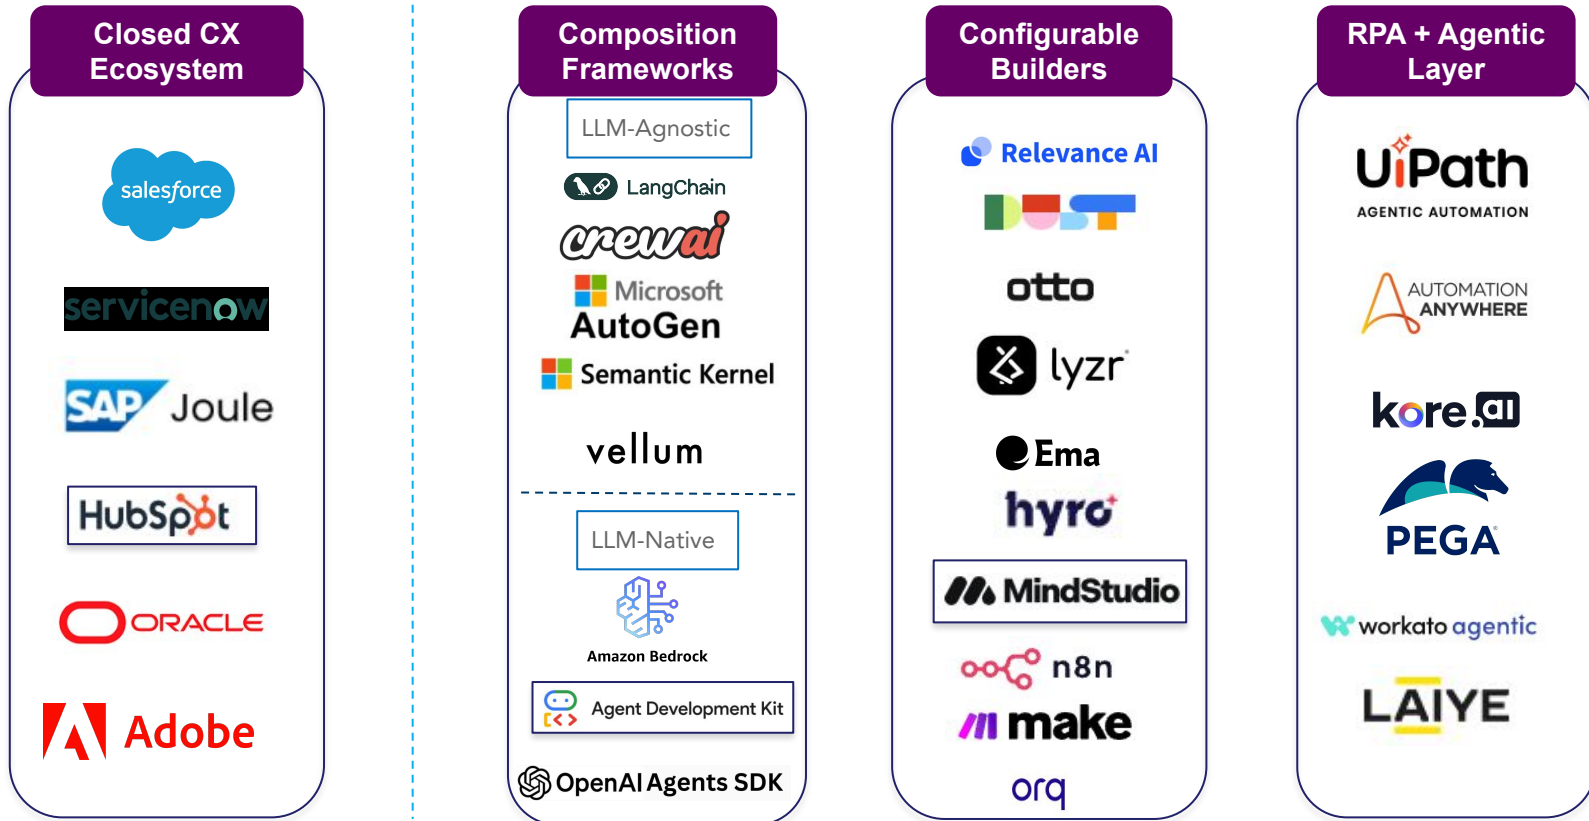 Closed CX
Ecosystem
salesforce
servicenow
SAP Joule
HubSpot
ORACLE
Adobe
Composition
Frameworks
LLM-Agnostic
LangChain
crewai
Microsoft
AutoGen
Semantic Kernel
vellum
LLM-Native
Amazon Bedrock
Agent Development Kit
OpenAI Agents SDK
Configurable
Builders
Relevance AI
DUST
otto
lyzr
Ema
hyro
MindStudio
n8n
make
orq
RPA + Agentic
Layer
UiPath
AGENTIC AUTOMATION
AUTOMATION
ANYWHERE
kore.ai
PEGA
workato agentic
LAIYE